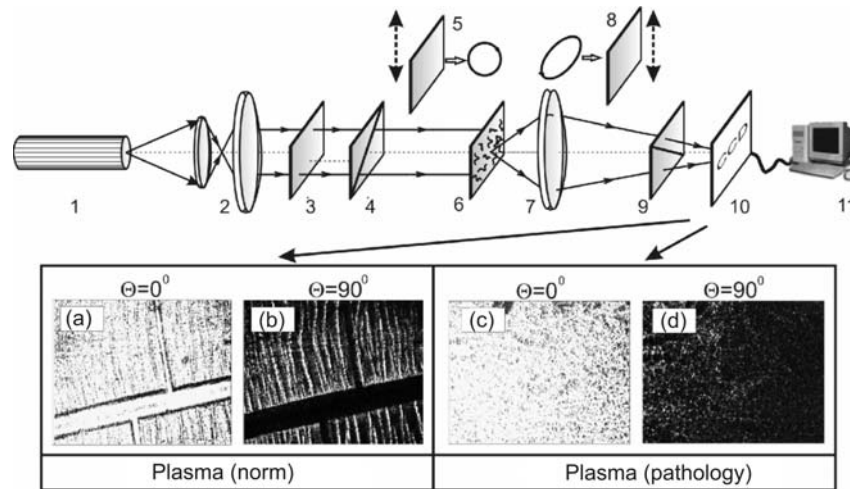 5
8
1
2
3
4
6
7
9
10
11
CCD
Θ=0⁰
Θ=90⁰
Θ=0⁰
Θ=90⁰
(a)
(b)
(c)
(d)
Plasma (norm)
Plasma (pathology)